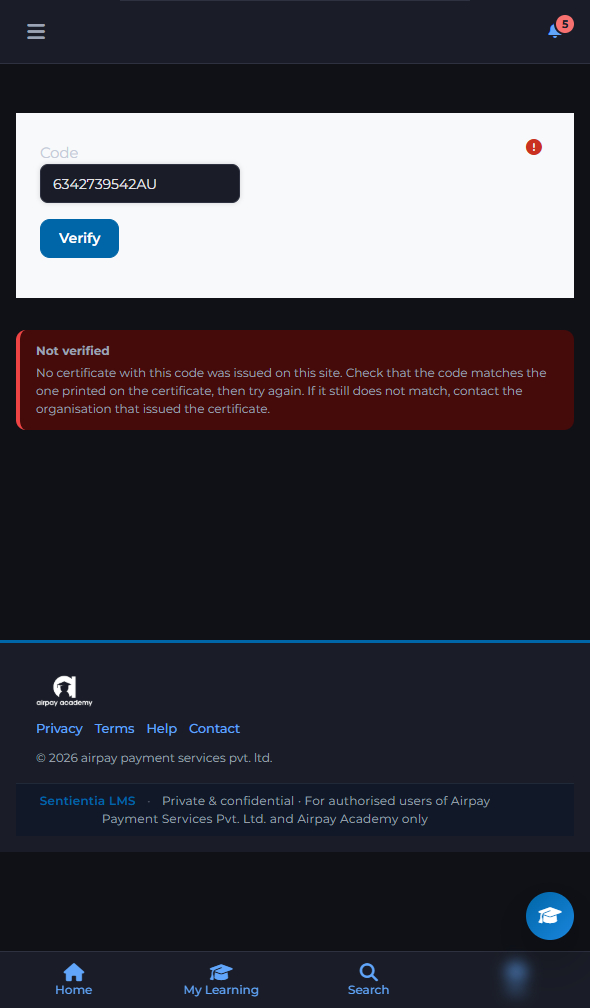 5
Code
6342739542AU
Verify
Not verified
No certificate with this code was issued on this site. Check that the code matches the
one printed on the certificate, then try again. If it still does not match, contact the
organisation that issued the certificate.
airpay academy
Privacy Terms Help Contact
© 2026 airpay payment services pvt. ltd.
Sentientia LMS · Private & confidential · For authorised users of Airpay
Payment Services Pvt. Ltd. and Airpay Academy only
Home My Learning Search